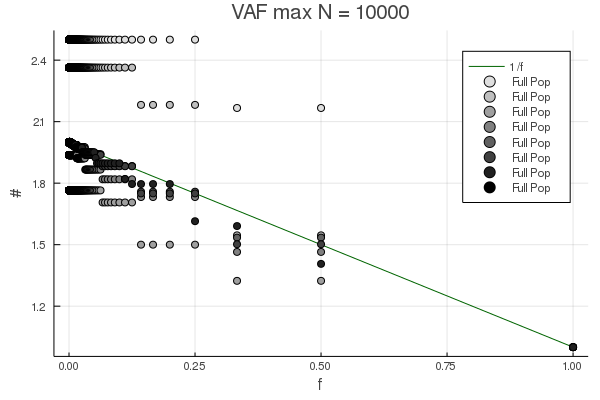 VAF max N = 10000
#
2.4
2.1
1.8
1.5
1.2
1 /f
Full Pop
Full Pop
Full Pop
Full Pop
Full Pop
Full Pop
Full Pop
Full Pop
0.00
0.25
0.50
0.75
1.00
f